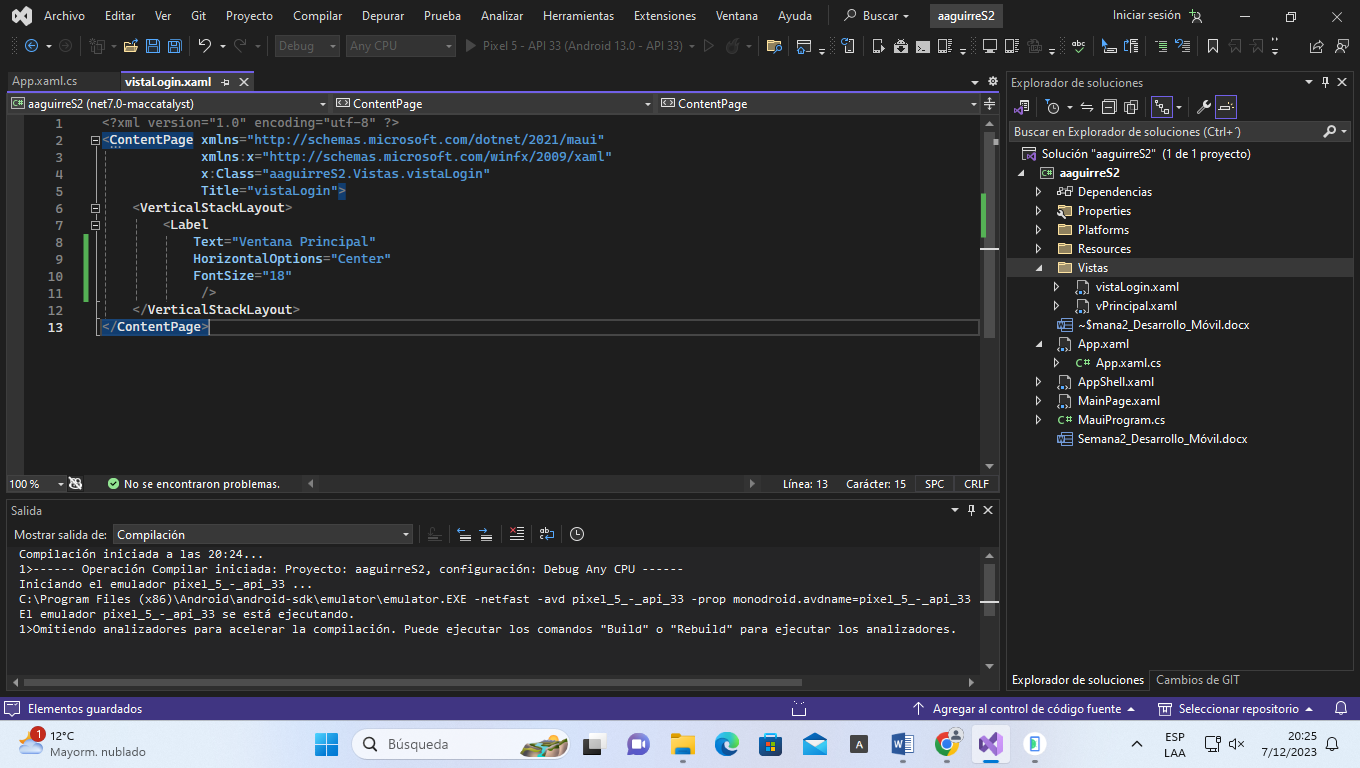 Archivo Editar Ver Git Proyecto Compilar Depurar Prueba Analizar Herramientas Extensiones Ventana Ayuda Buscar aaguirreS2 Iniciar sesión
Debug Any CPU Pixel 5 - API 33 (Android 13.0 - API 33)
App.xaml.cs vistaLogin.xaml
aaguirreS2 (net7.0-maccatalyst) ContentPage ContentPage
1 <?xml version="1.0" encoding="utf-8" ?>
2 <ContentPage xmlns="http://schemas.microsoft.com/dotnet/2021/maui"
3 xmlns:x="http://schemas.microsoft.com/winfx/2009/xaml"
4 x:Class="aaguirreS2.Vistas.vistaLogin"
5 Title="vistaLogin">
6 <VerticalStackLayout>
7 <Label
8 Text="Ventana Principal"
9 HorizontalOptions="Center"
10 FontSize="18"
11 />
12 </VerticalStackLayout>
13 </ContentPage>
100 % No se encontraron problemas. Línea: 13 Carácter: 15 SPC CRLF
Salida
Mostrar salida de: Compilación
Compilación iniciada a las 20:24...
1>------ Operación Compilar iniciada: Proyecto: aaguirreS2, configuración: Debug Any CPU ------
Iniciando el emulador pixel_5_-_api_33 ...
C:\Program Files (x86)\Android\android-sdk\emulator\emulator.EXE -netfast -avd pixel_5_-_api_33 -prop monodroid.avdname=pixel_5_-_api_33
El emulador pixel_5_-_api_33 se está ejecutando.
1>Omitiendo analizadores para acelerar la compilación. Puede ejecutar los comandos "Build" o "Rebuild" para ejecutar los analizadores.
Explorador de soluciones
Buscar en Explorador de soluciones (Ctrl+´)
Solución "aaguirreS2" (1 de 1 proyecto)
aaguirreS2
Dependencias
Properties
Platforms
Resources
Vistas
vistaLogin.xaml
vPrincipal.xaml
~$mana2_Desarrollo_Móvil.docx
App.xaml
C# App.xaml.cs
AppShell.xaml
MainPage.xaml
C# MauiProgram.cs
Semana2_Desarrollo_Móvil.docx
Explorador de soluciones Cambios de GIT
Elementos guardados Agregar al control de código fuente Seleccionar repositorio
1 12°C
Mayorm. nublado
Búsqueda
ESP
LAA
20:25
7/12/2023